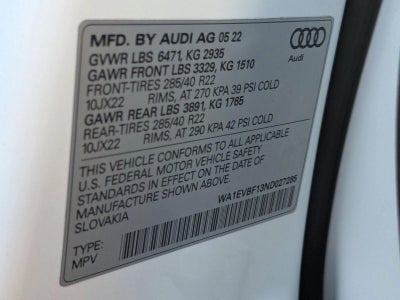 MFD. BY AUDI AG 05 22
GVWR LBS 6471, KG 2935
GAWR FRONT LBS 3329, KG 1510
FRONT-TIRES 285/40 R22
10JX22 RIMS, AT 270 KPA 39 PSI COLD
GAWR REAR LBS 3891, KG 1765
REAR-TIRES 285/40 R22
10JX22 RIMS, AT 290 KPA 42 PSI COLD
THIS VEHICLE CONFORMS TO ALL APPLICABLE
U.S. FEDERAL MOTOR VEHICLE SAFETY
STANDARDS IN EFFECT ON THE DATE OF
MANUFACTURE SHOWN ABOVE.
SLOVAKIA
WA1EVBF13ND027285
TYPE:
MPV
Audi